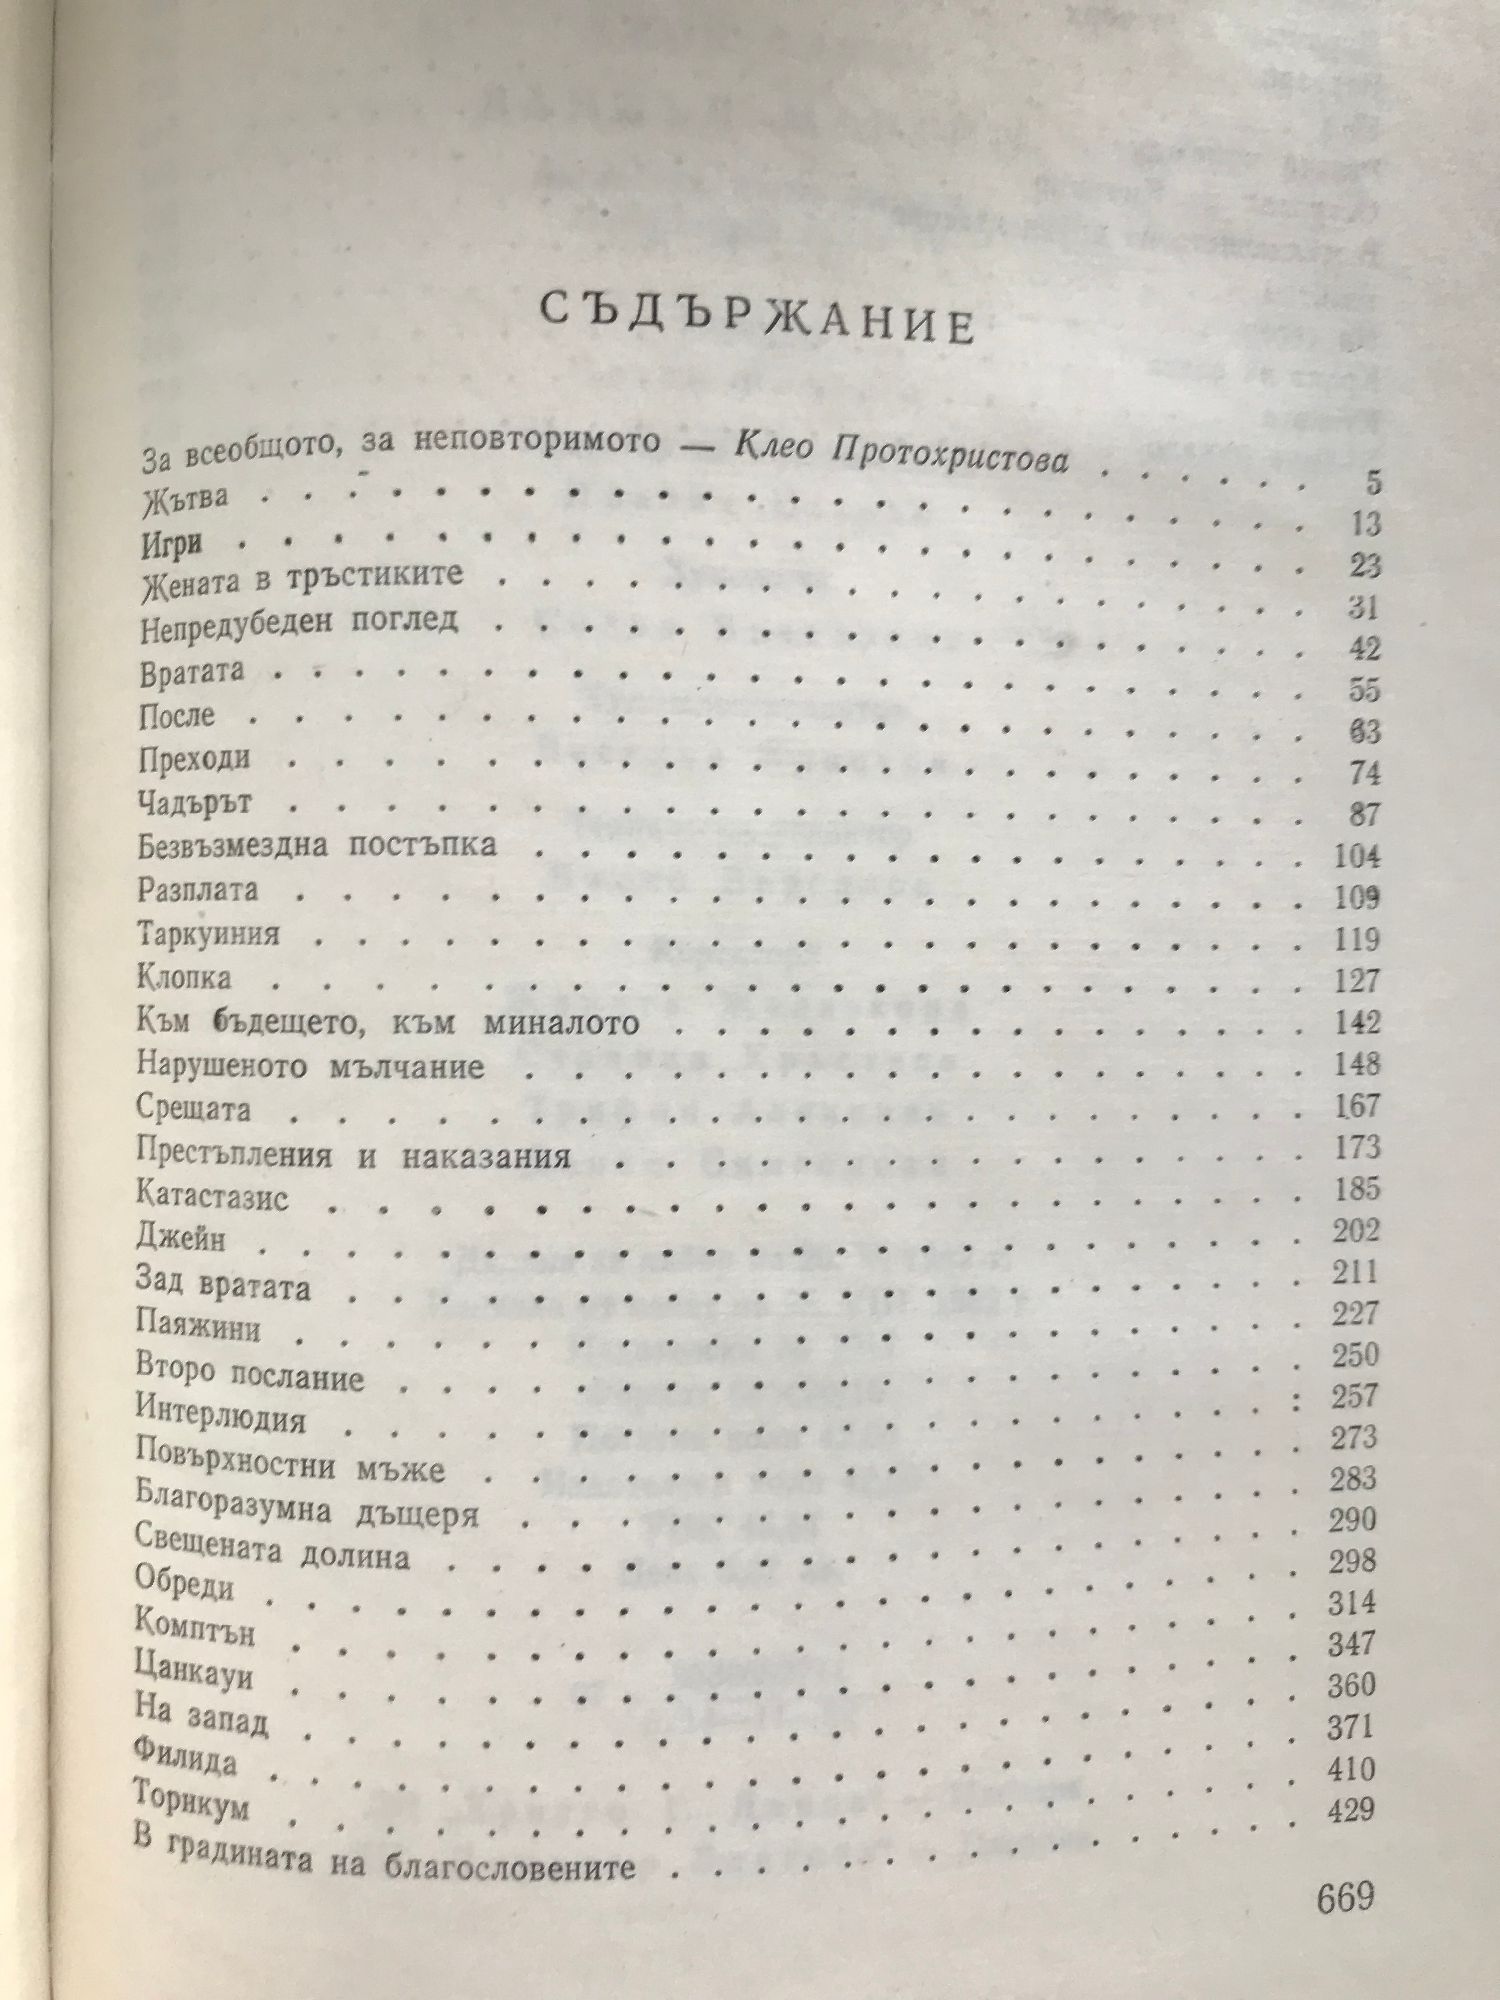 СЪДЪРЖАНИЕ
За всеобщото, за неповторимото — Клео Протохристова . . . . . . 5
Жътва . . . . . . . . . . . . . . . . . . . . . . . . 13
Игри . . . . . . . . . . . . . . . . . . . . . . . . 23
Жената в тръстиките . . . . . . . . . . . . . . . . . . . 31
Непредубеден поглед . . . . . . . . . . . . . . . . . . . 42
Вратата . . . . . . . . . . . . . . . . . . . . . . . . 55
После . . . . . . . . . . . . . . . . . . . . . . . . 63
Преходи . . . . . . . . . . . . . . . . . . . . . . . 74
Чадърът . . . . . . . . . . . . . . . . . . . . . . . 87
Безвъзмездна постъпка . . . . . . . . . . . . . . . . . . 104
Разплата . . . . . . . . . . . . . . . . . . . . . . . 109
Таркуиния . . . . . . . . . . . . . . . . . . . . . . . 119
Клопка . . . . . . . . . . . . . . . . . . . . . . . . 127
Към бъдещето, към миналото . . . . . . . . . . . . . . . 142
Нарушеното мълчание . . . . . . . . . . . . . . . . . . 148
Срещата . . . . . . . . . . . . . . . . . . . . . . . 167
Престъпления и наказания . . . . . . . . . . . . . . . . 173
Катастазис . . . . . . . . . . . . . . . . . . . . . . 185
Джейн . . . . . . . . . . . . . . . . . . . . . . . . 202
Зад вратата . . . . . . . . . . . . . . . . . . . . . . 211
Паяжини . . . . . . . . . . . . . . . . . . . . . . . 227
Второ послание . . . . . . . . . . . . . . . . . . . . . 250
Интерлюдия . . . . . . . . . . . . . . . . . . . . . . 257
Повърхностни мъже . . . . . . . . . . . . . . . . . . . 273
Благоразумна дъщеря . . . . . . . . . . . . . . . . . . 283
Свещената долина . . . . . . . . . . . . . . . . . . . . 290
Обреди . . . . . . . . . . . . . . . . . . . . . . . . 298
Комптън . . . . . . . . . . . . . . . . . . . . . . . 314
Цанкауи . . . . . . . . . . . . . . . . . . . . . . . 347
На запад . . . . . . . . . . . . . . . . . . . . . . . 360
Филида . . . . . . . . . . . . . . . . . . . . . . . . 371
Торикум . . . . . . . . . . . . . . . . . . . . . . . 410
В градината на благословените . . . . . . . . . . . . . . . 429
669